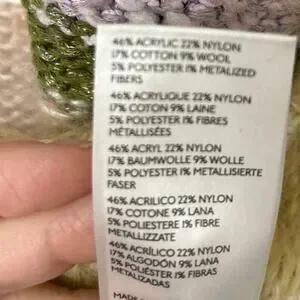 46% ACRYLIC 22% NYLON
17% COTTON 9% WOOL
5% POLYESTER 1% METALLIZED
FIBERS
46% ACRYLIQUE 22% NYLON
17% COTON 9% LAINE
5% POLYESTER 1% FIBRES
MÉTALLISÉES
46% ACRYL 22% NYLON
17% BAUMWOLLE 9% WOLLE
5% POLYESTER 1% METALLISIERTE
FASER
46% ACRILICO 22% NYLON
17% COTONE 9% LANA
5% POLIESTERE 1% FIBRE
METALLIZZATE
46% ACRÍLICO 22% NYLON
17% ALGODÓN 9% LANA
5% POLIÉSTER 1% FIBRAS
METALIZADAS
MADE